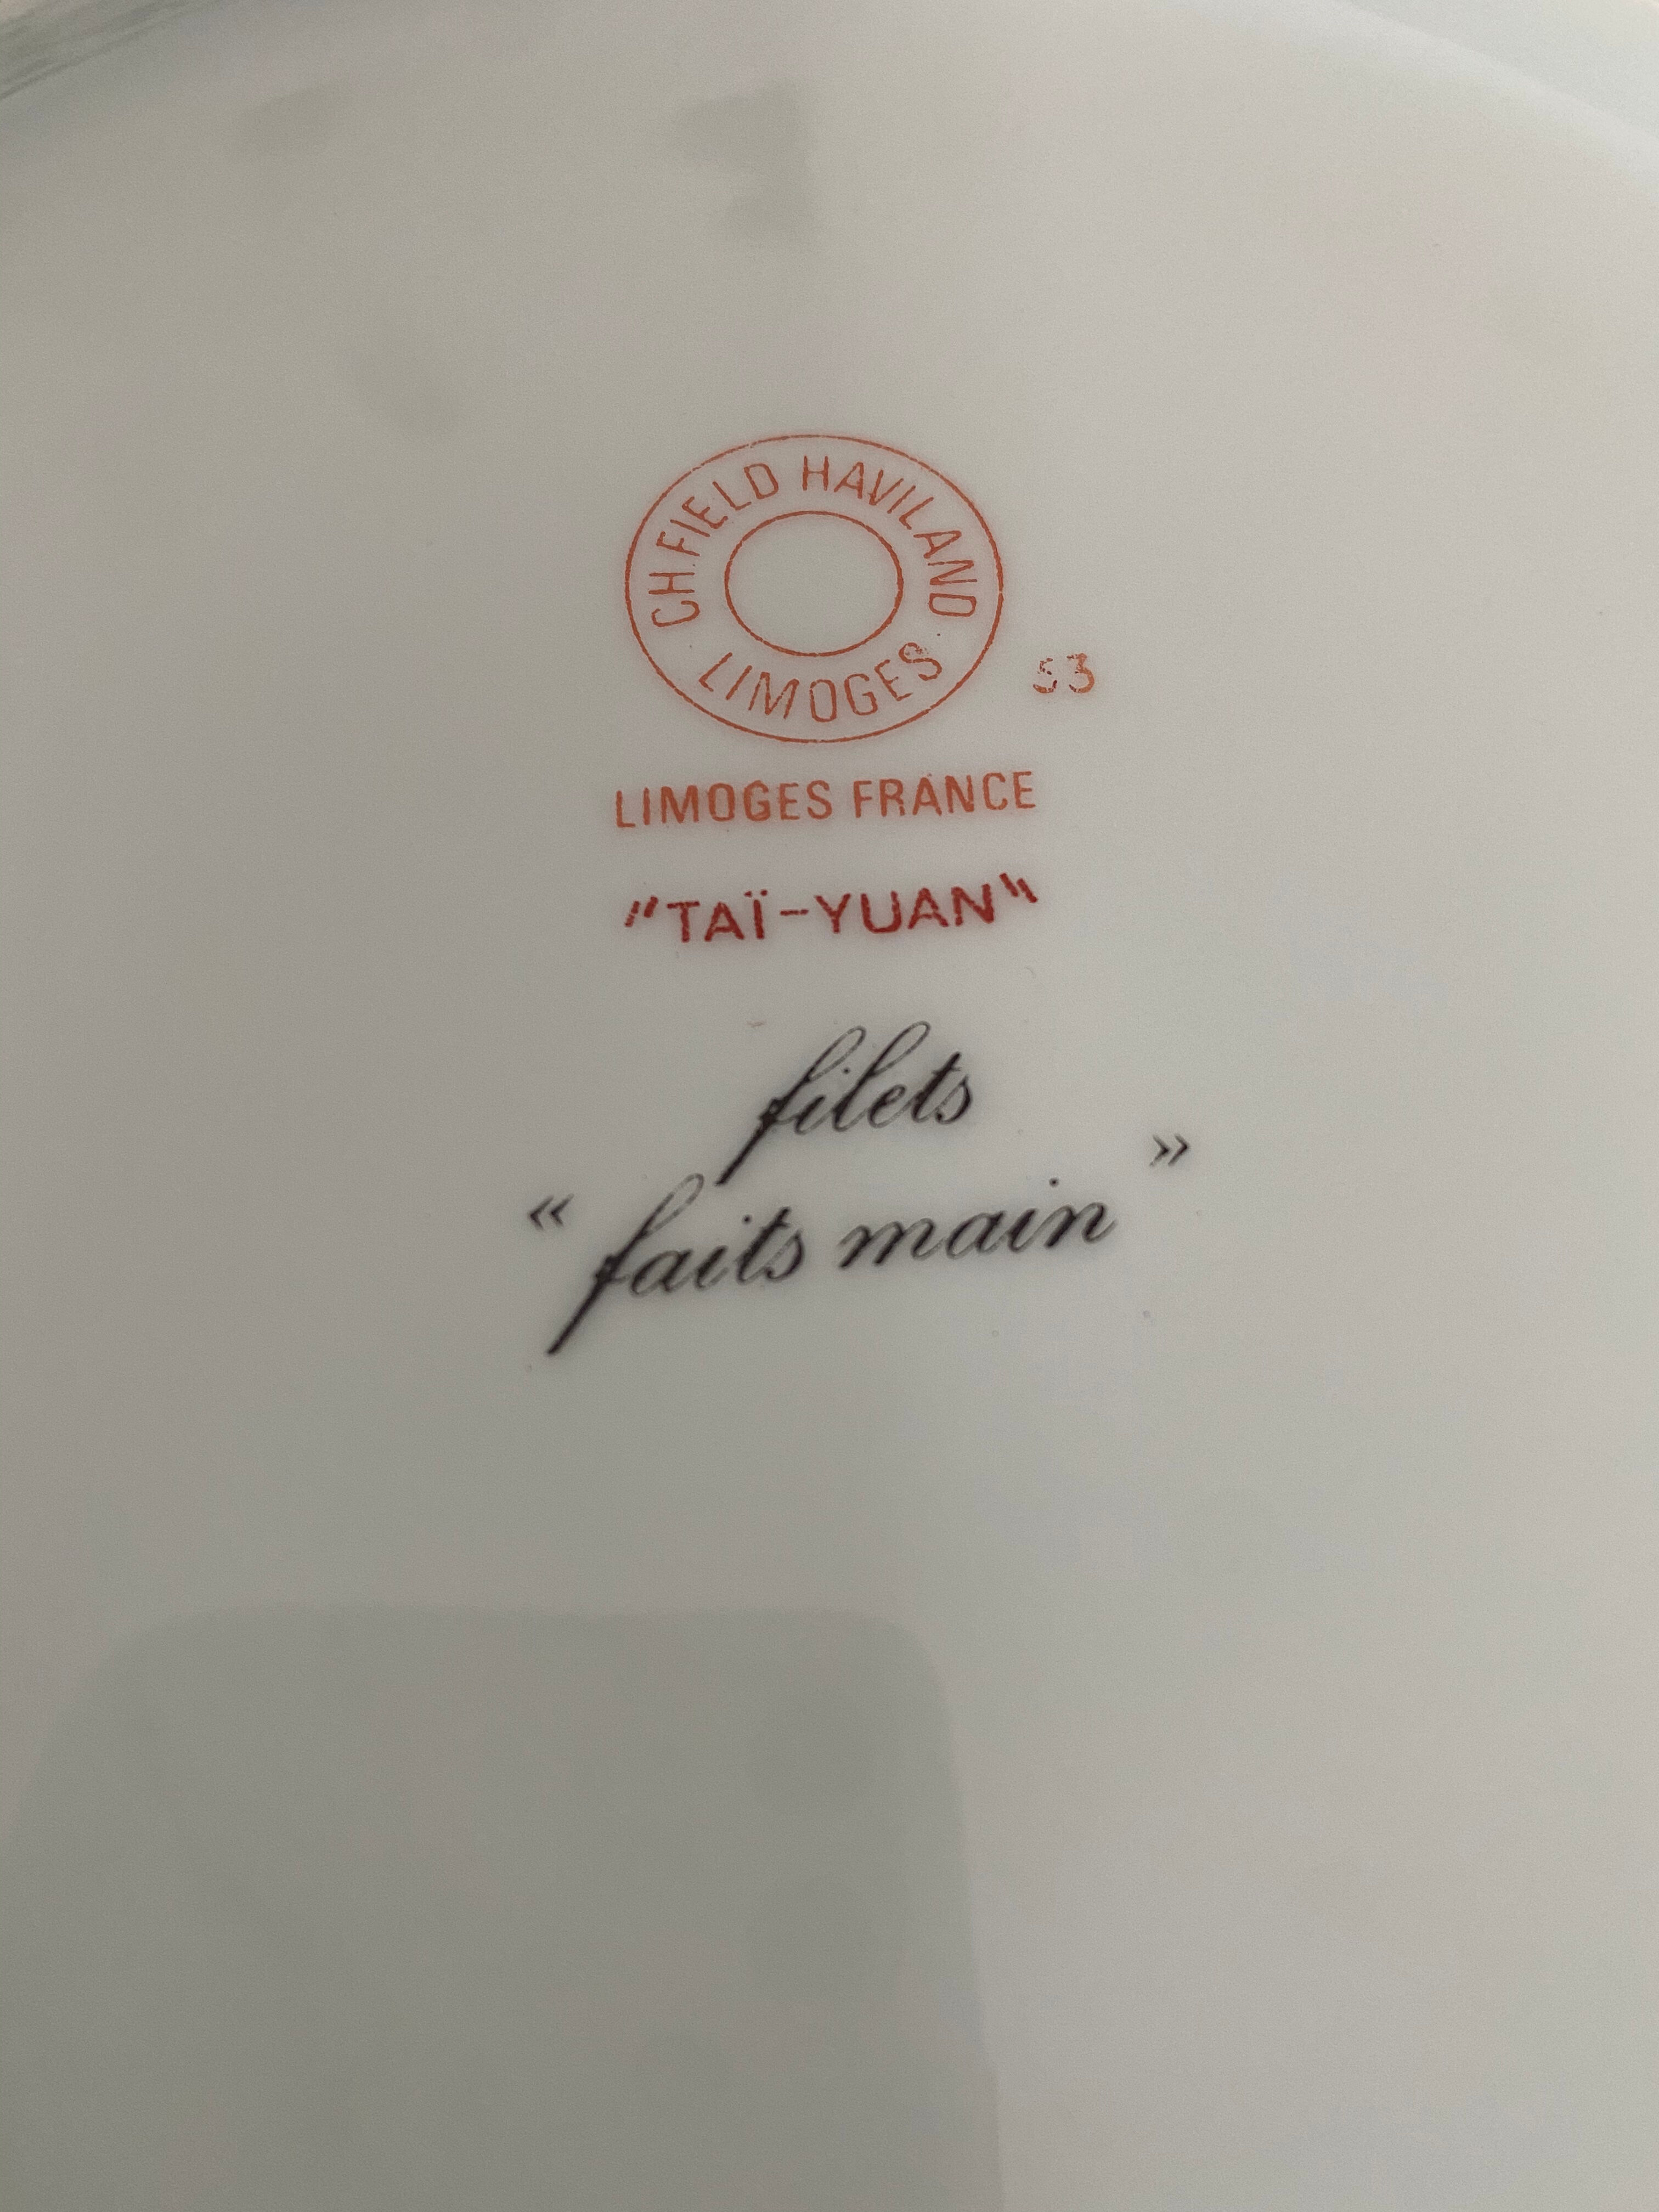 CH.FIELD HAVILAND
LIMOGES
53
LIMOGES FRANCE
"TAÏ-YUAN"
filets
« faits main »